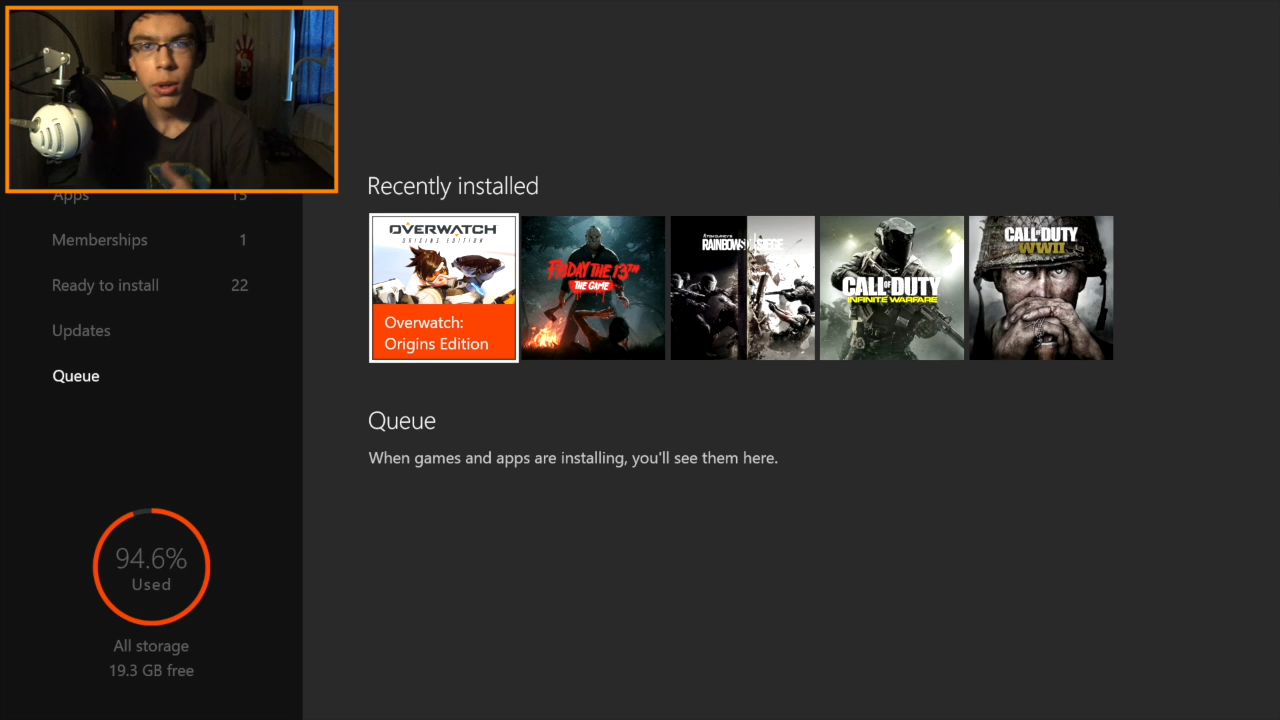 Apps 15
Memberships 1
Ready to install 22
Updates
Queue
94.6%
Used
All storage
19.3 GB free
Recently installed
OVERWATCH
ORIGINS EDITION
Overwatch:
Origins Edition
FRIDAY THE 13TH
THE GAME
RAINBOW SIX SIEGE
CALL OF DUTY
INFINITE WARFARE
CALL OF DUTY
WWII
Queue
When games and apps are installing, you'll see them here.